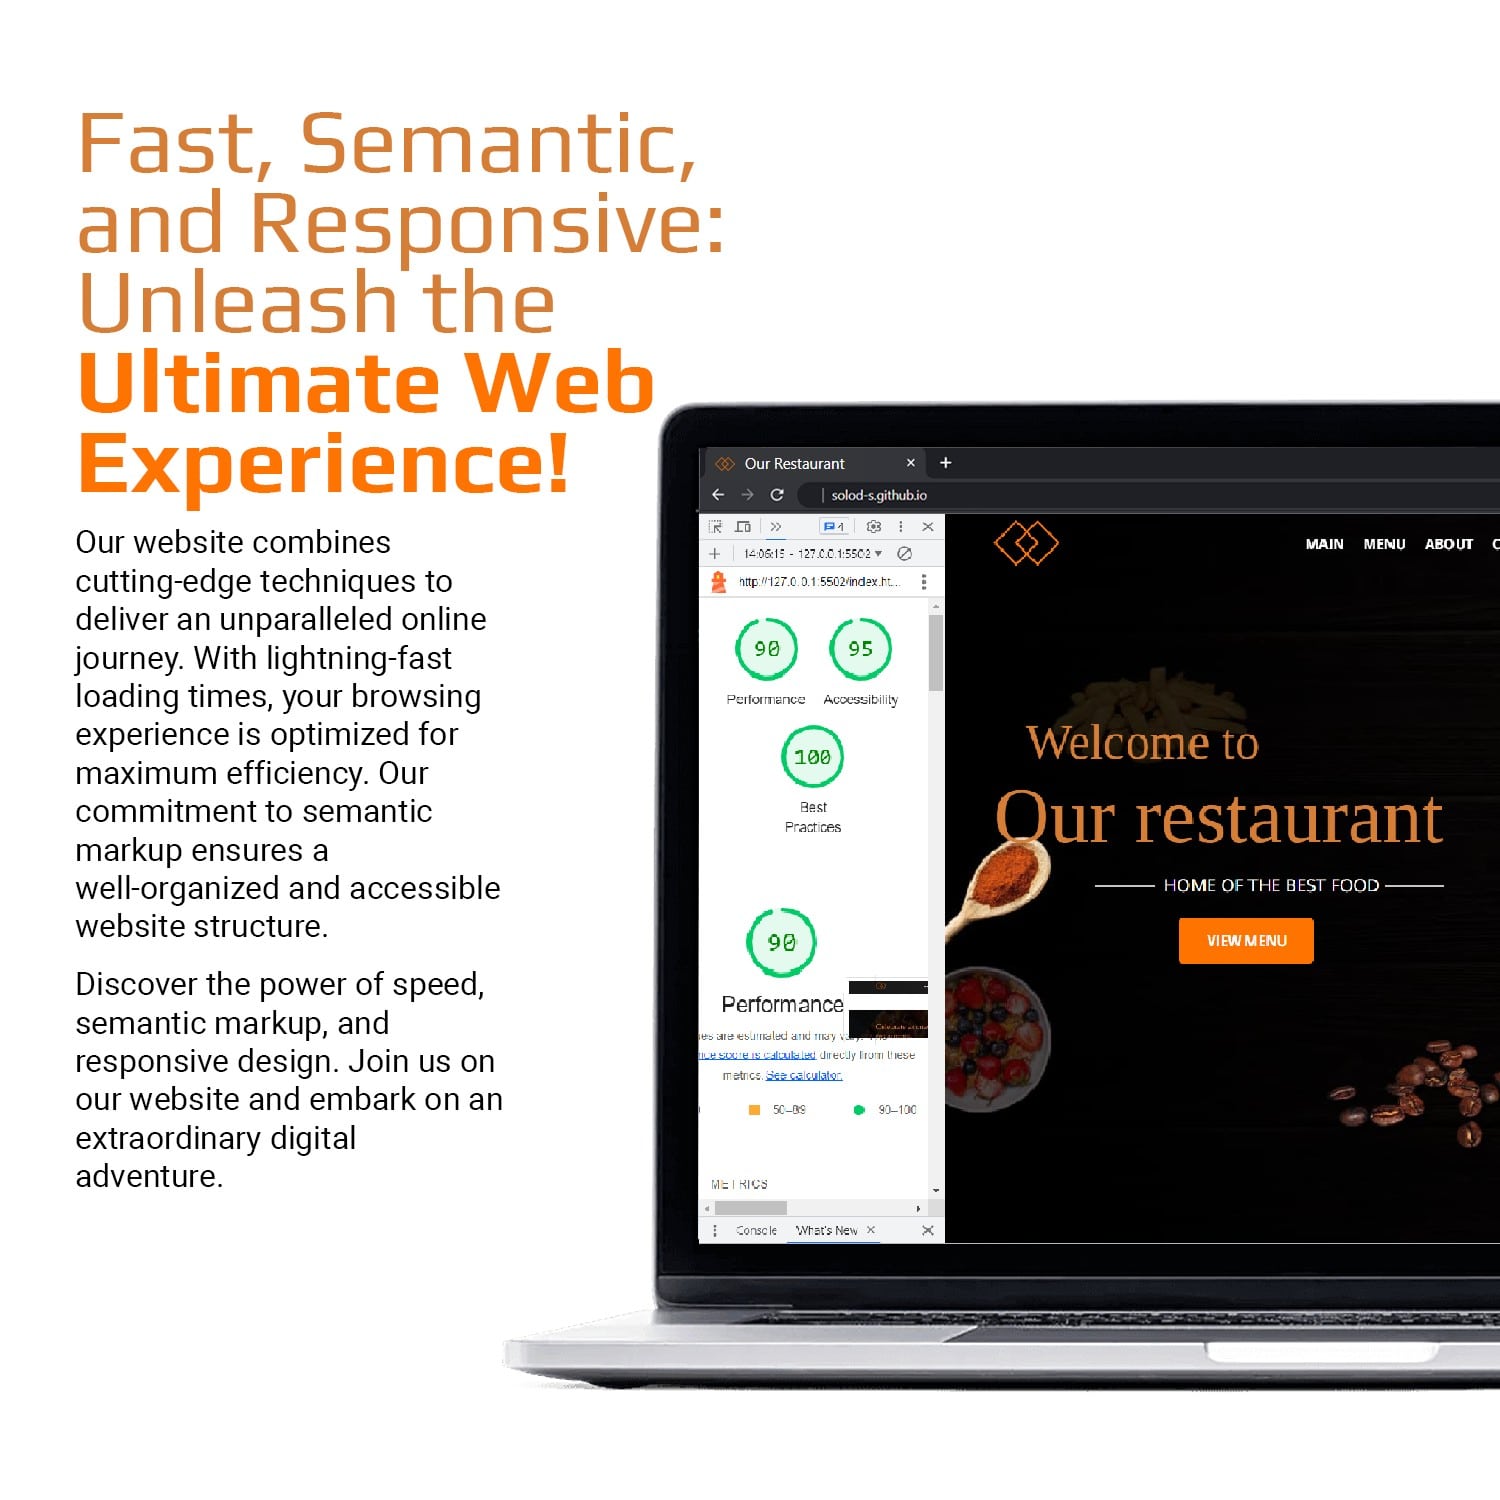 Fast, Semantic,
and Responsive:
Unleash the
Ultimate Web
Experience!
Our website combines
cutting-edge techniques to
deliver an unparalleled online
journey. With lightning-fast
loading times, your browsing
experience is optimized for
maximum efficiency. Our
commitment to semantic
markup ensures a
well-organized and accessible
website structure.
Discover the power of speed,
semantic markup, and
responsive design. Join us on
our website and embark on an
extraordinary digital
adventure.
Our Restaurant
solod-s.github.io
4
14:06:15 - 127.0.0.1:5502
http://127.0.0.1:5502/index.ht...
90 95
Performance Accessibility
100
Best
Practices
90
Performance
are estimated and may vary.
score is calculated directly from these
metrics. See calculator.
50–89 90–100
METRICS
Console What's New
MAIN MENU ABOUT
Welcome to
Our restaurant
HOME OF THE BEST FOOD
VIEW MENU